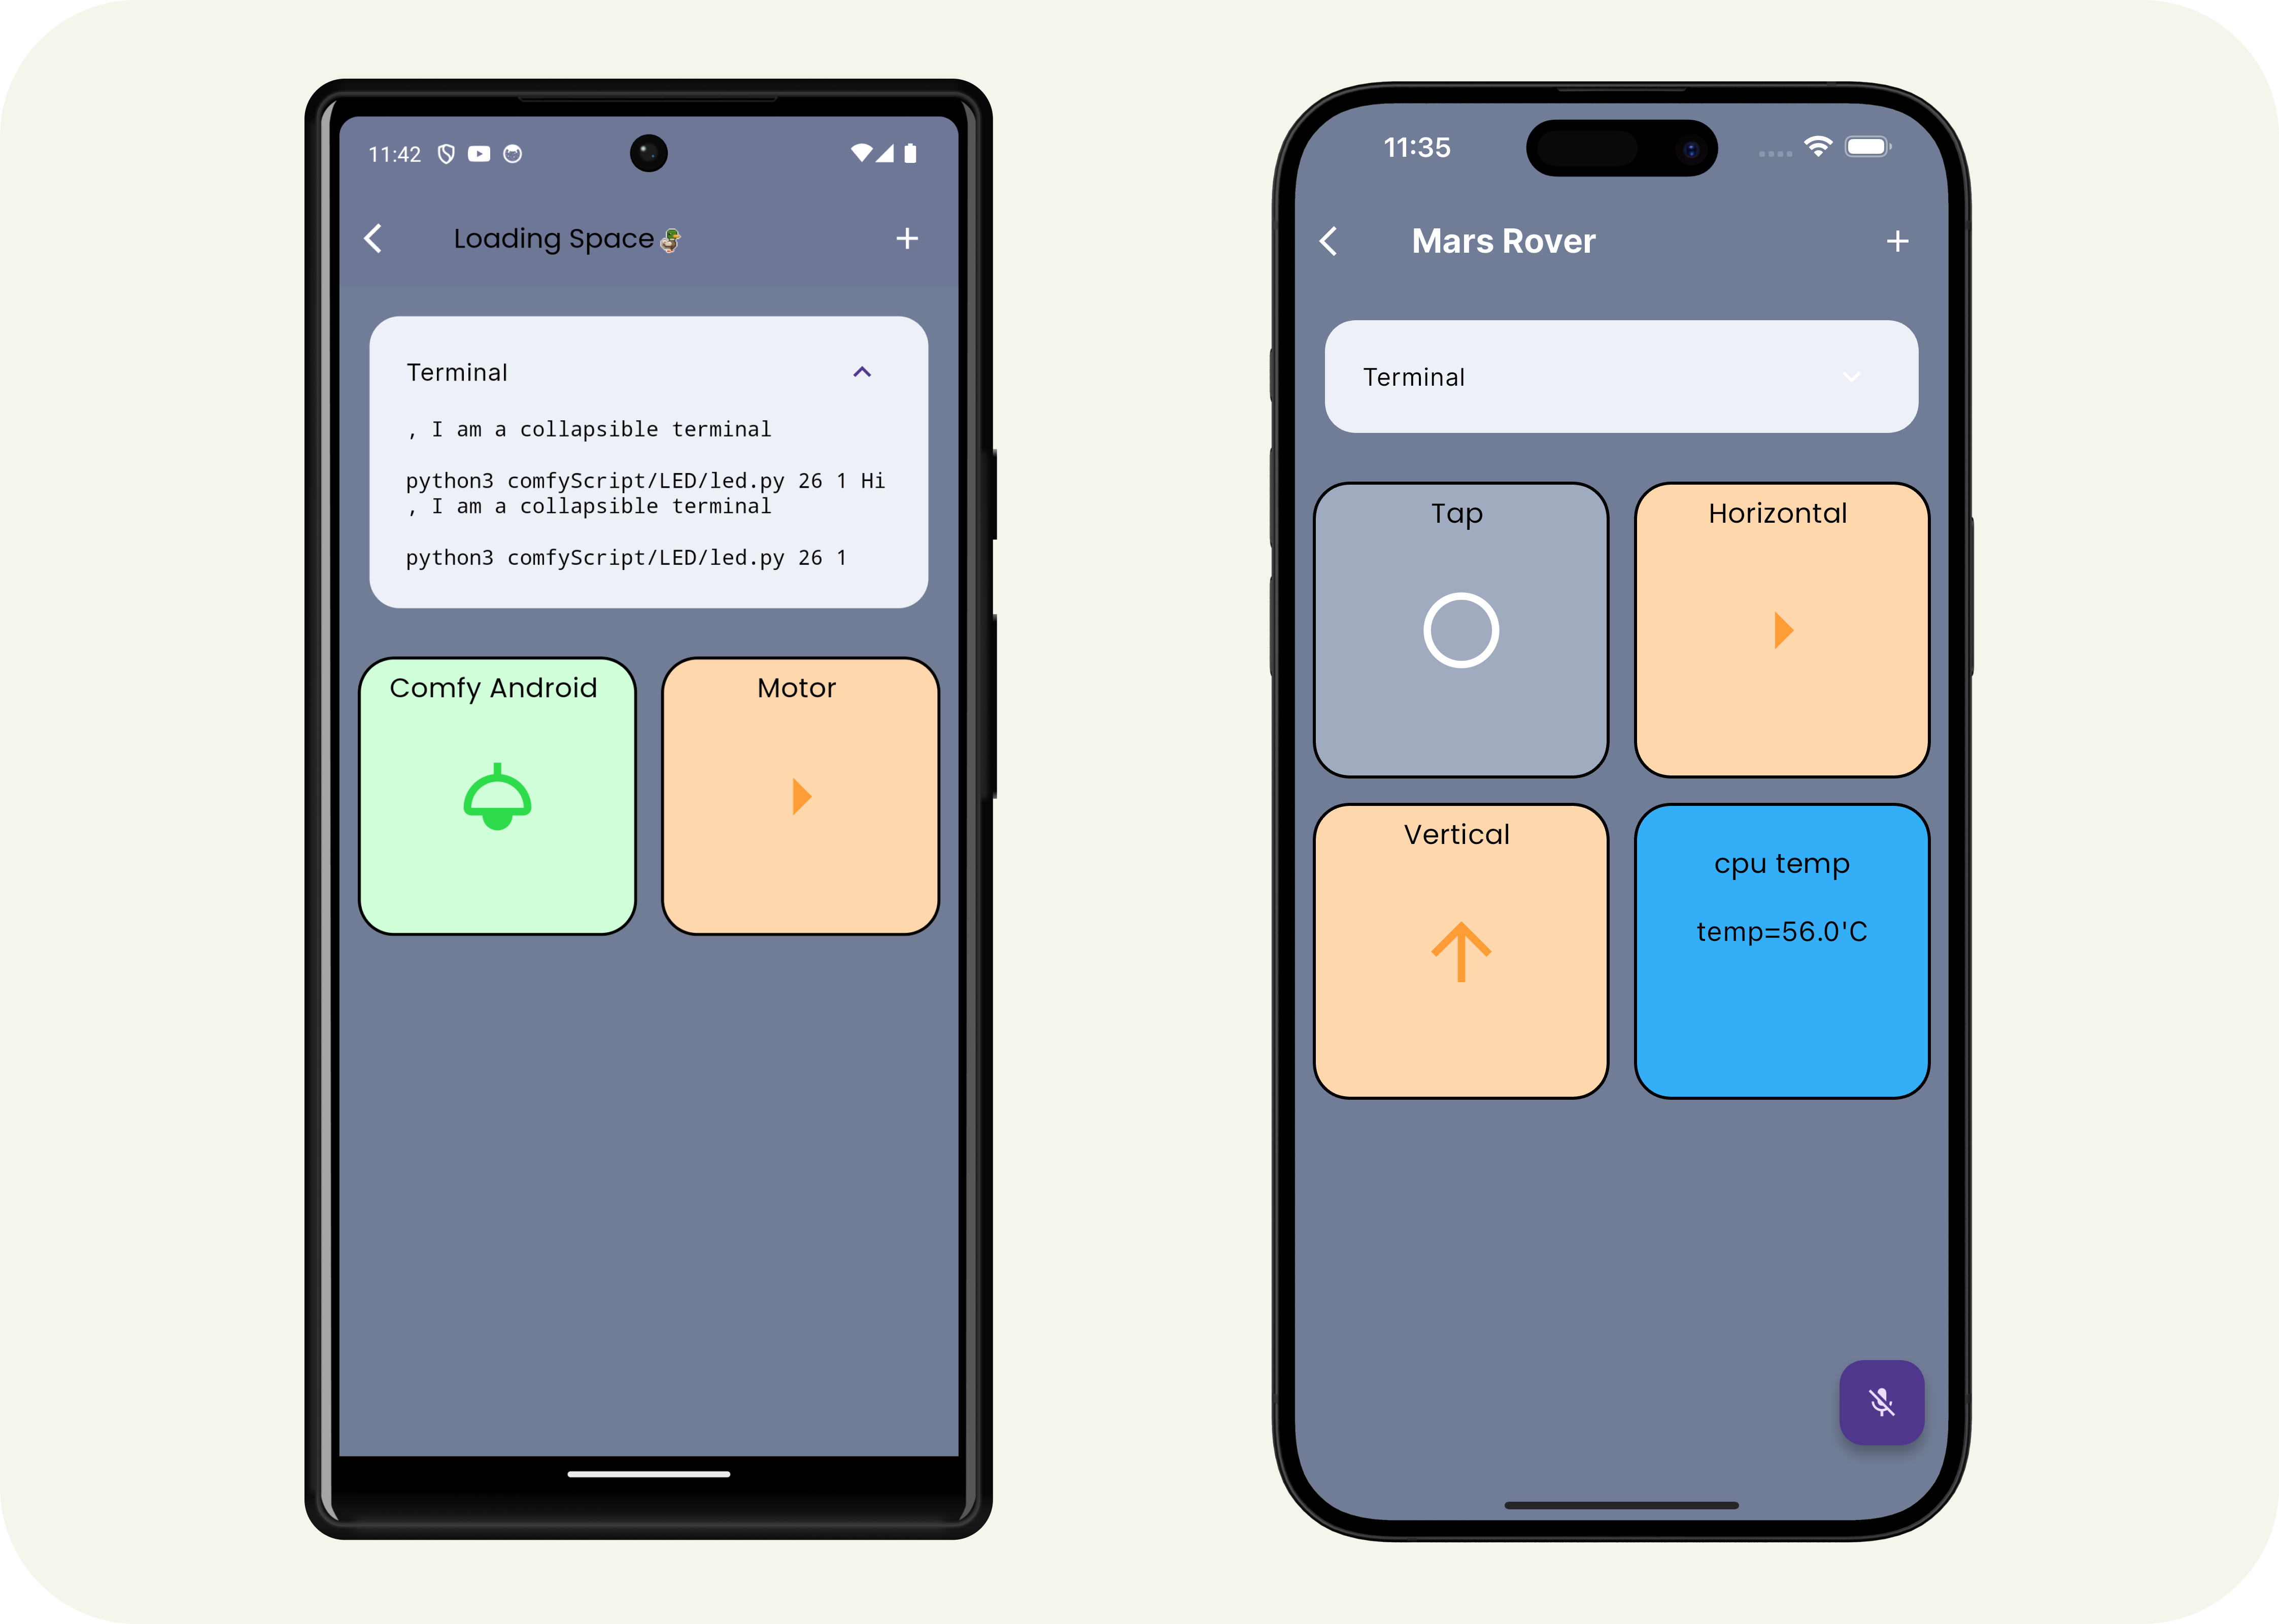 11:42
Loading Space🦆
Terminal
, I am a collapsible terminal
python3 comfyScript/LED/led.py 26 1 Hi
, I am a collapsible terminal
python3 comfyScript/LED/led.py 26 1
Comfy Android
Motor
11:35
Mars Rover
Terminal
Tap
Horizontal
Vertical
cpu temp
temp=56.0'C